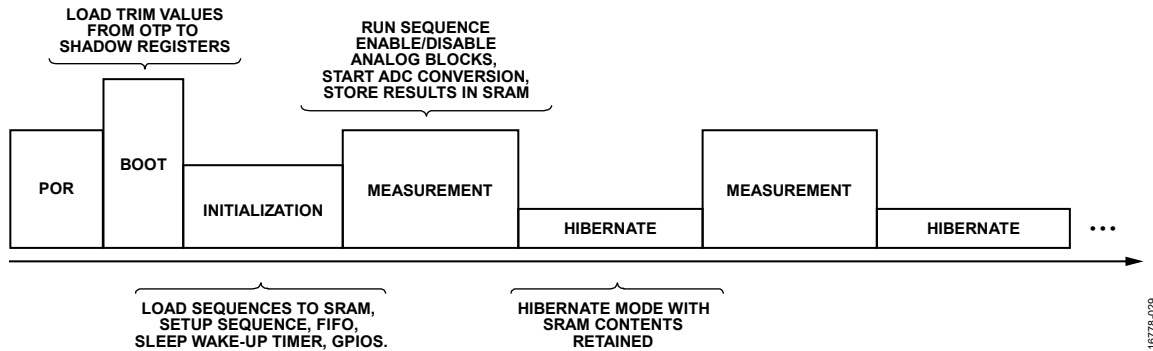 LOAD TRIM VALUES
FROM OTP TO
SHADOW REGISTERS
RUN SEQUENCE
ENABLE/DISABLE
ANALOG BLOCKS,
START ADC CONVERSION,
STORE RESULTS IN SRAM
POR
BOOT
INITIALIZATION
MEASUREMENT
HIBERNATE
MEASUREMENT
HIBERNATE
...
LOAD SEQUENCES TO SRAM,
SETUP SEQUENCE, FIFO,
SLEEP WAKE-UP TIMER, GPIOS.
HIBERNATE MODE WITH
SRAM CONTENTS
RETAINED
16778-029